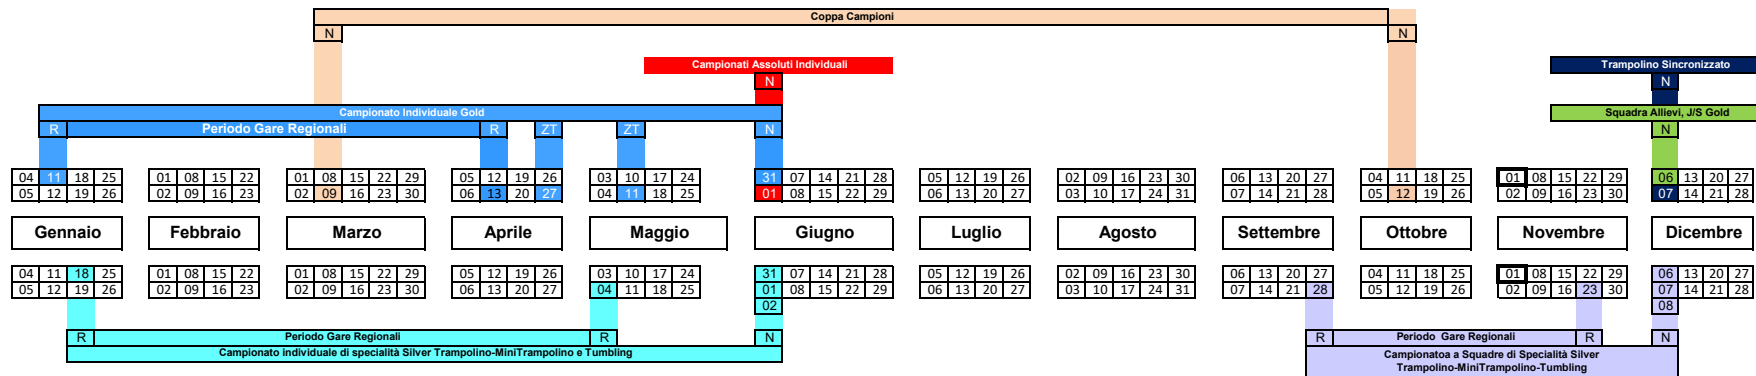 Coppa Campioni
N N
Campionati Assoluti Individuali Trampolino Sincronizzato
N N
Campionato Individuale Gold Squadra Allievi, J/S Gold
R Periodo Gare Regionali R ZT ZT N N
04 11 18 25 01 08 15 22 01 08 15 22 29 05 12 19 26 03 10 17 24 31 07 14 21 28 05 12 19 26 02 09 16 23 30 06 13 20 27 04 11 18 25 01 08 15 22 29 06 13 20 27
05 12 19 26 02 09 16 23 02 09 16 23 30 06 13 20 27 04 11 18 25 01 08 15 22 29 06 13 20 27 03 10 17 24 31 07 14 21 28 05 12 19 26 02 09 16 23 30 07 14 21 28
Gennaio Febbraio Marzo Aprile Maggio Giugno Luglio Agosto Settembre Ottobre Novembre Dicembre
04 11 18 25 01 08 15 22 01 08 15 22 29 05 12 19 26 03 10 17 24 31 07 14 21 28 05 12 19 26 02 09 16 23 30 06 13 20 27 04 11 18 25 01 08 15 22 29 06 13 20 27
05 12 19 26 02 09 16 23 02 09 16 23 30 06 13 20 27 04 11 18 25 01 08 15 22 29 06 13 20 27 03 10 17 24 31 07 14 21 28 05 12 19 26 02 09 16 23 30 07 14 21 28
02 08
R Periodo Gare Regionali R N R Periodo Gare Regionali R N
Campionato individuale di specialità Silver Trampolino-MiniTrampolino e Tumbling
Campionatoa a Squadre di Specialità Silver
Trampolino-MiniTrampolino-Tumbling